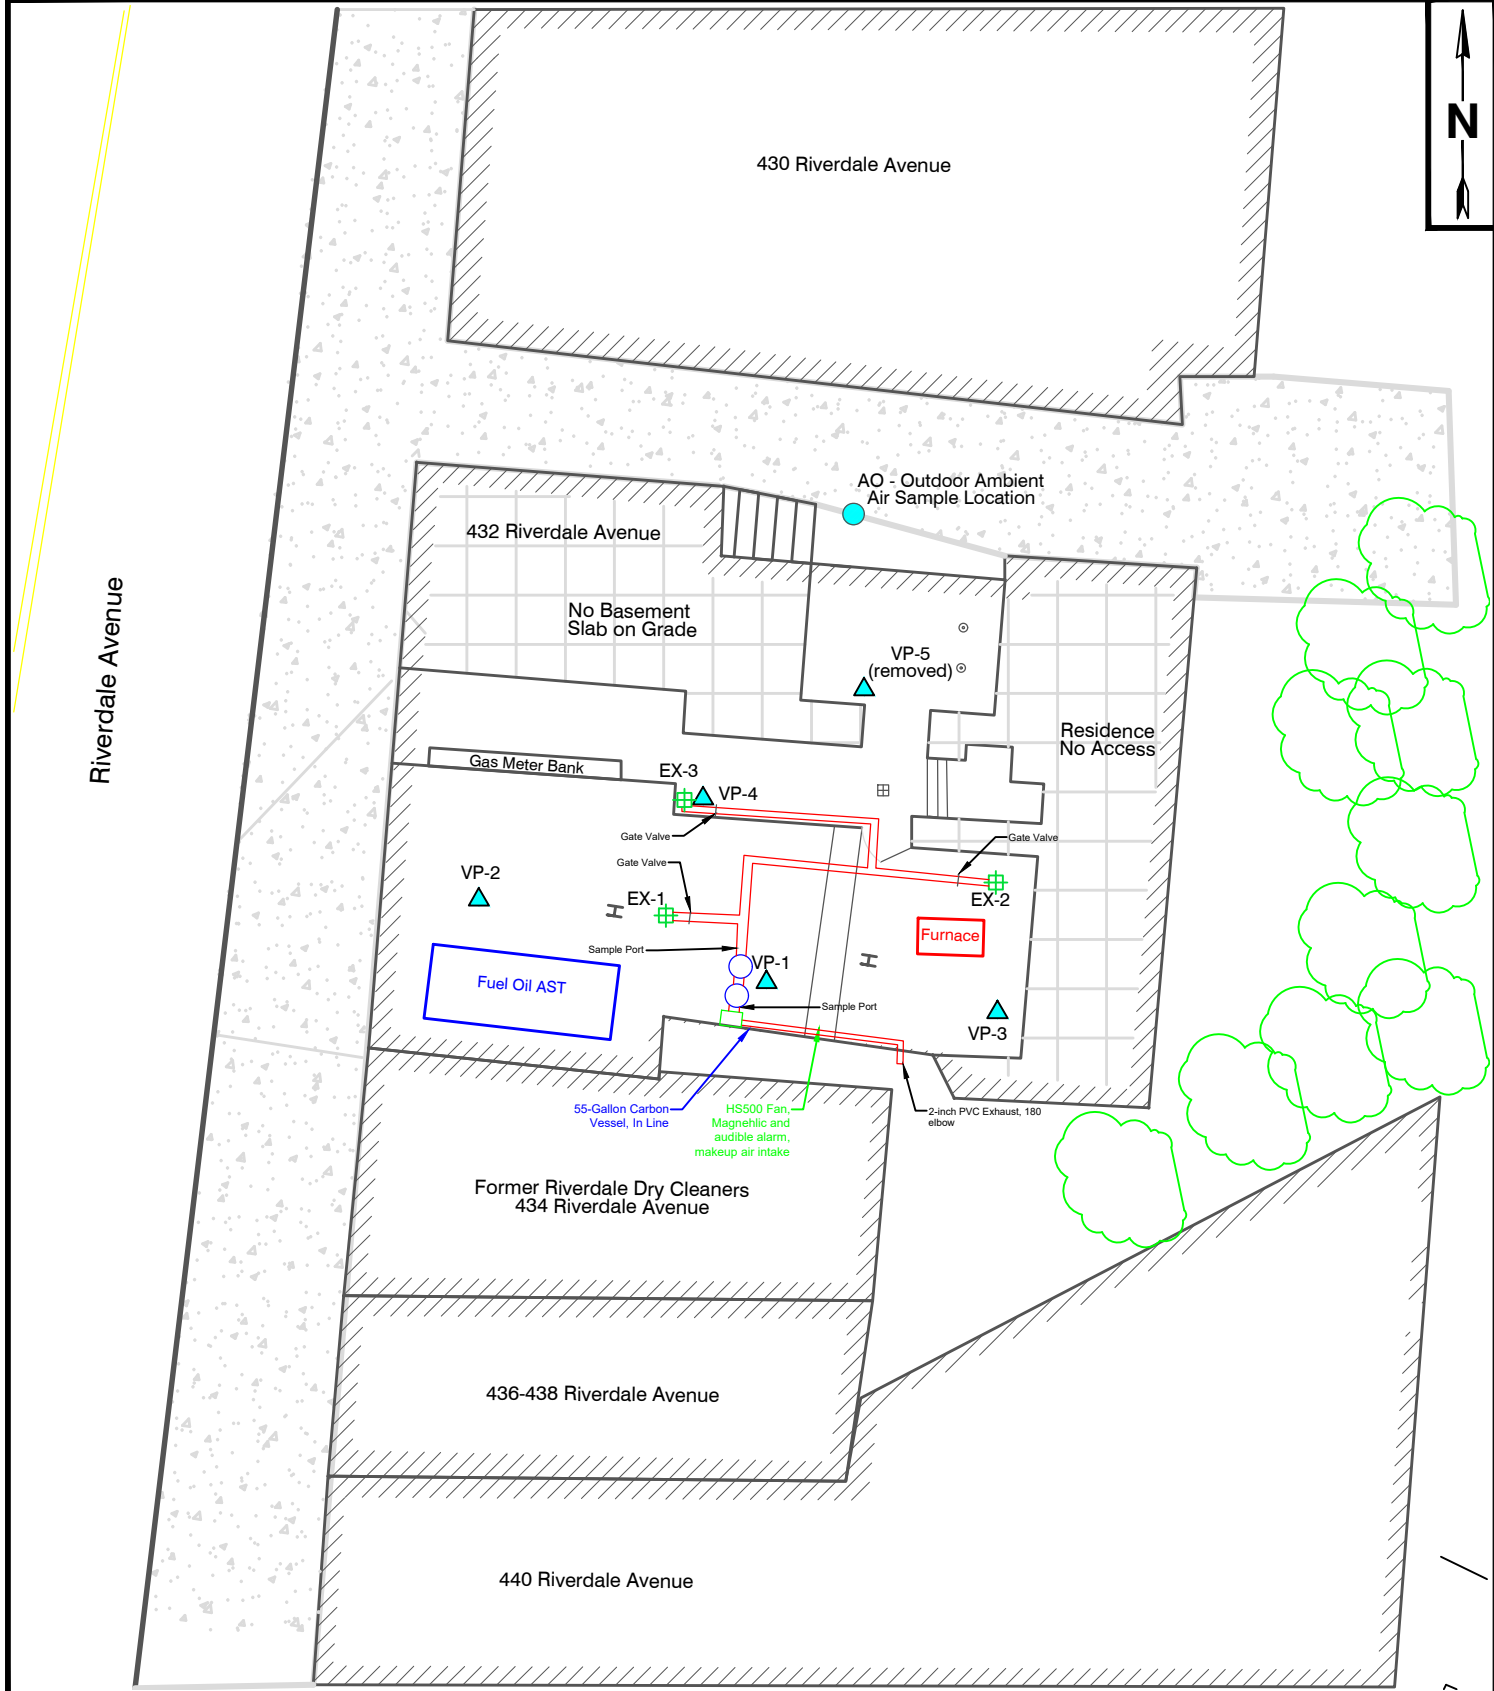 N
430 Riverdale Avenue
AO - Outdoor Ambient
Air Sample Location
432 Riverdale Avenue
No Basement
Slab on Grade
Riverdale Avenue
VP-5
(removed)
Residence
No Access
Gas Meter Bank
EX-3
VP-4
Gate Valve
Gate Valve
Gate Valve
VP-2
EX-1
EX-2
Furnace
Sample Port
VP-1
Fuel Oil AST
Sample Port
VP-3
55-Gallon Carbon
Vessel, In Line
HS500 Fan,
Magnehlic and
audible alarm,
makeup air intake
2-inch PVC Exhaust, 180
elbow
Former Riverdale Dry Cleaners
434 Riverdale Avenue
436-438 Riverdale Avenue
440 Riverdale Avenue